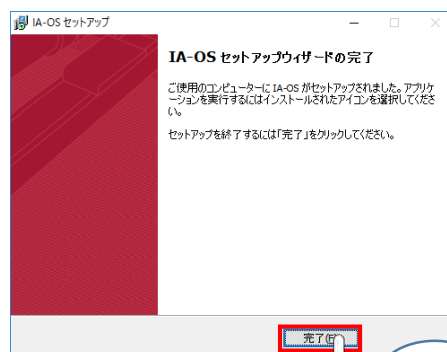 IA-OS セットアップ
IA-OS セットアップウィザードの完了
ご使用のコンピューターに IA-OS がセットアップされました。アプリケ
ーションを実行するにはインストールされたアイコンを選択してくださ
い。
セットアップを終了するには「完了」をクリックしてください。
完了(F)